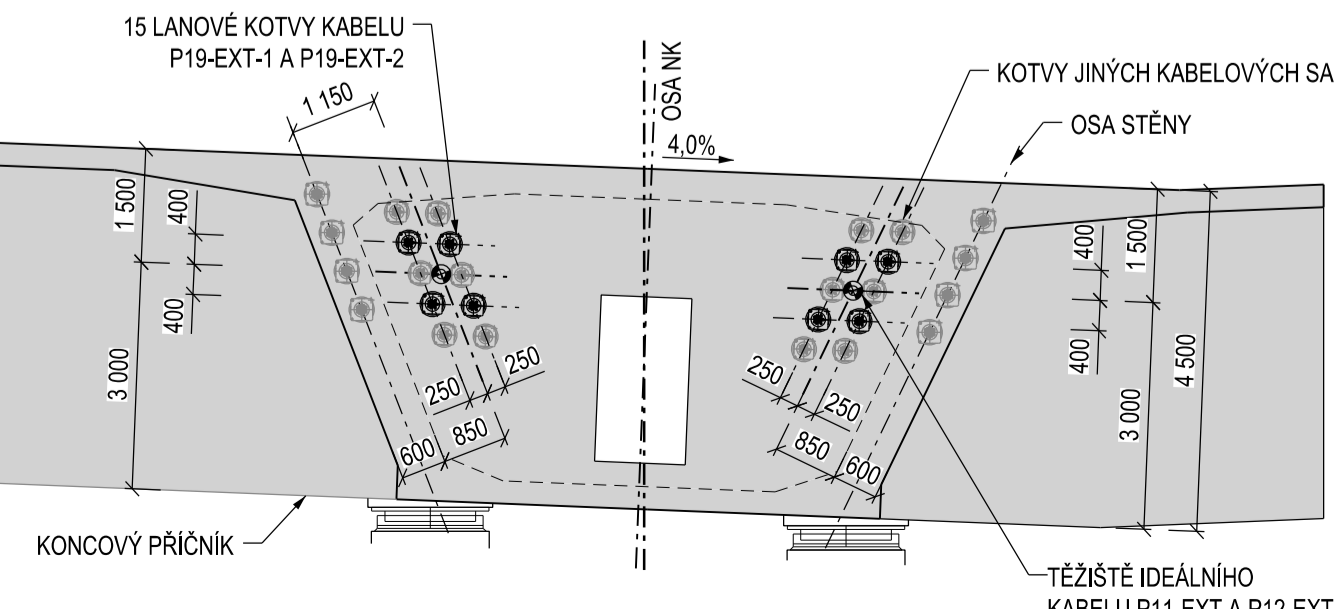 15 LANOVÉ KOTVY KABELU
P19-EXT-1 A P19-EXT-2
OSA NK
KOTVY JINÝCH KABELOVÝCH SA
OSA STĚNY
1 150
4,0%
1 500
400
400
3 000
250
250
850
600
250
250
850
600
400
400
1 500
3 000
4 500
KONCOVÝ PŘÍČNÍK
TĚŽIŠTĚ IDEÁLNÍHO
KABELU P11-EXT A P12-EXT